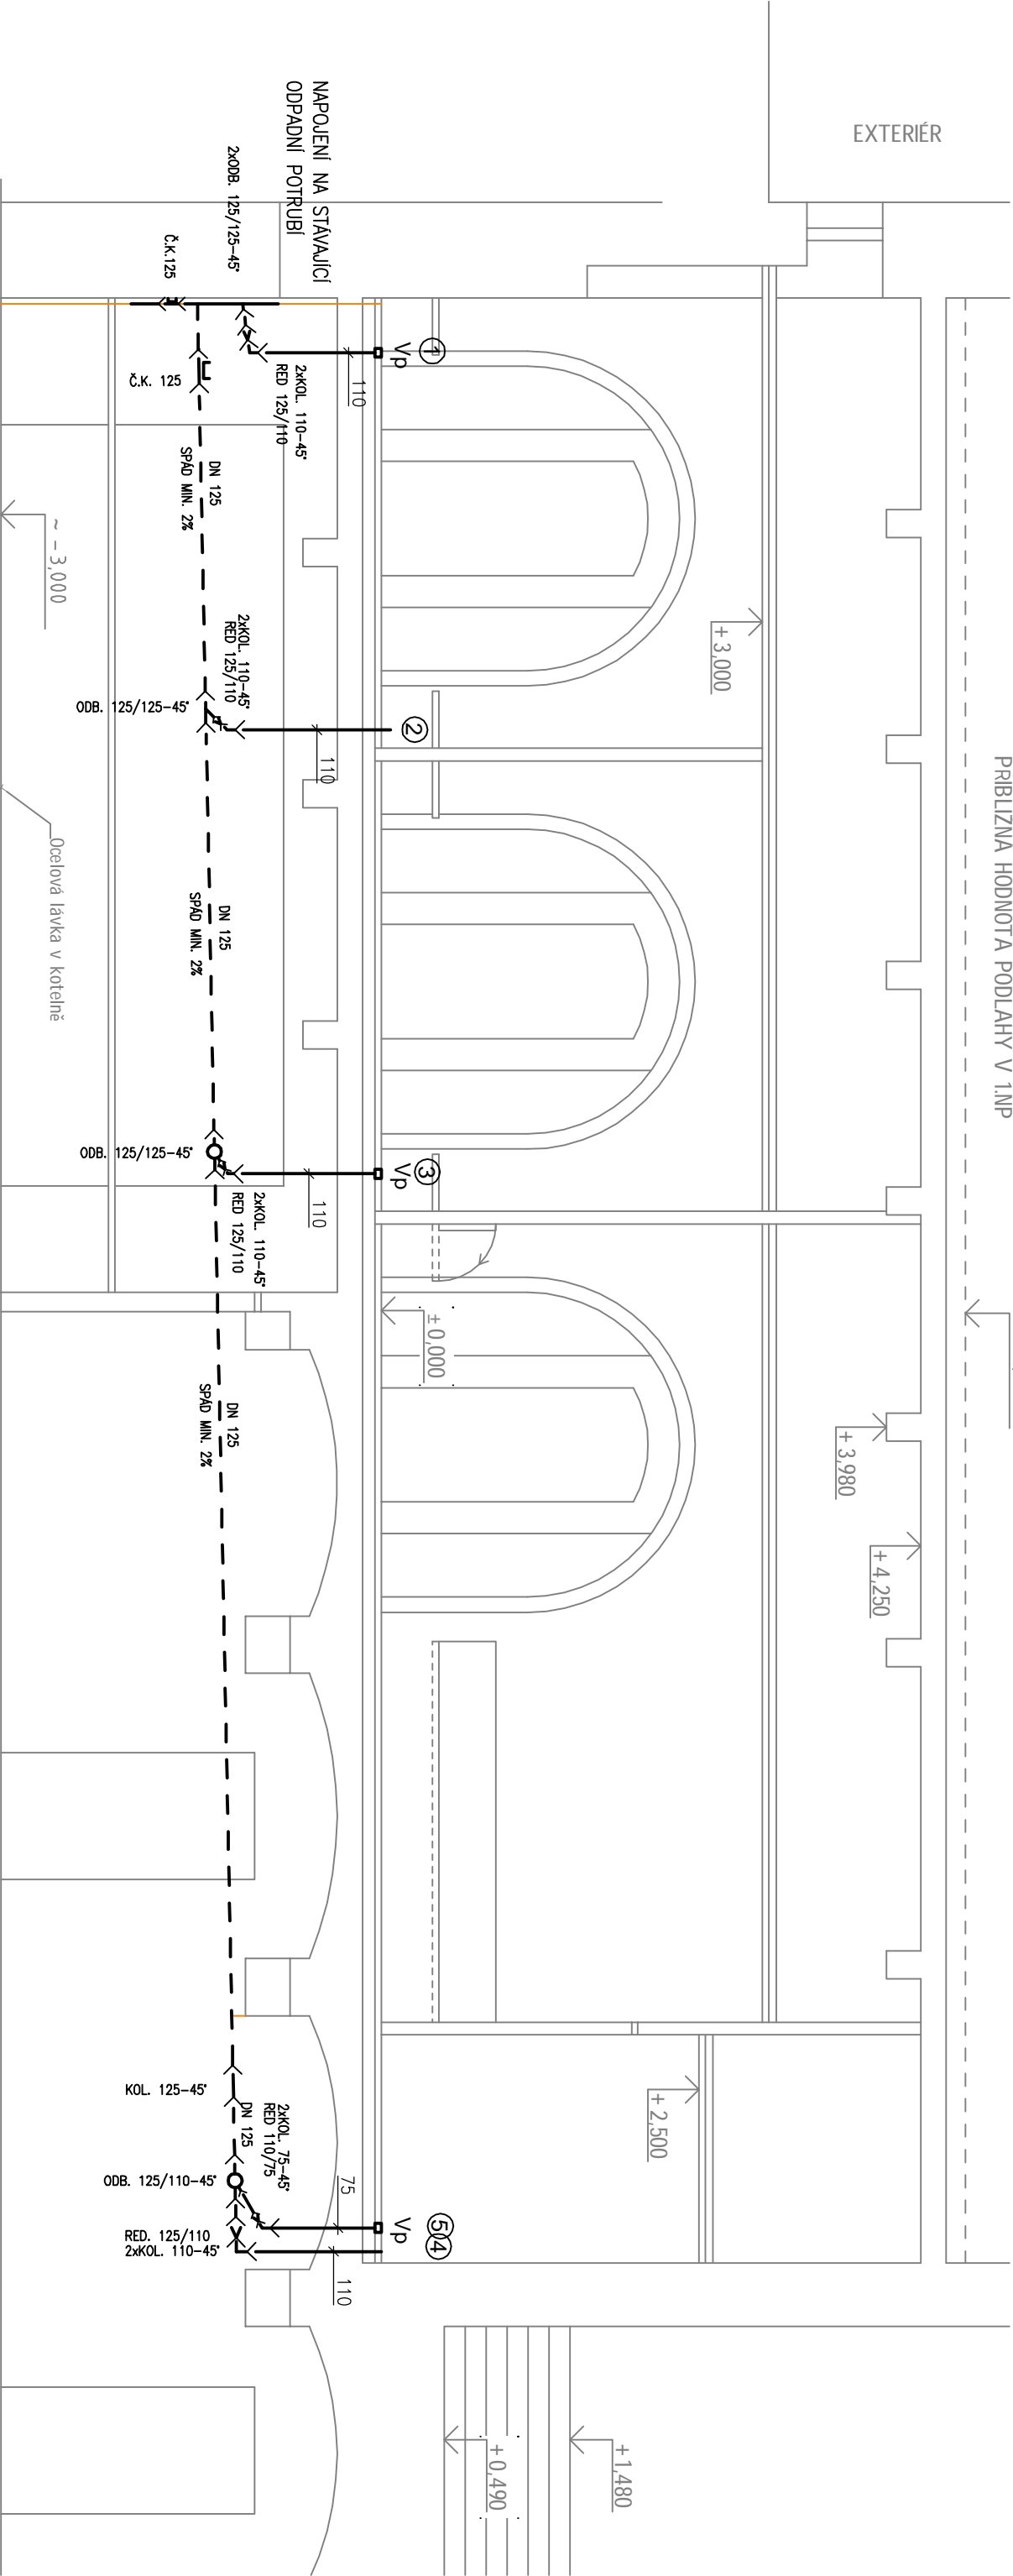 EXTERIÉR
NAPOJENÍ NA STÁVAJÍCÍ
ODPADNÍ POTRUBÍ
2xODB. 125/125-45°
Č.K.125
Č.K. 125
Vp
1
110
2xKOL. 110-45°
RED 125/110
DN 125
SPÁD MIN. 2%
~ -3,000
+3,000
2xKOL. 110-45°
RED 125/110
ODB. 125/125-45°
2
110
PRIBLIZNA HODNOTA PODLAHY V 1.NP
Ocelová lávka v kotelně
DN 125
SPÁD MIN. 2%
ODB. 125/125-45°
Vp
3
110
2xKOL. 110-45°
RED 125/110
±0,000
DN 125
SPÁD MIN. 2%
+3,980
+4,250
KOL. 125-45°
DN 125
2xKOL. 75-45°
RED 110/75
+2,500
ODB. 125/110-45°
75
Vp
5
4
RED. 125/110
2xKOL. 110-45°
110
+0,490
+1,480